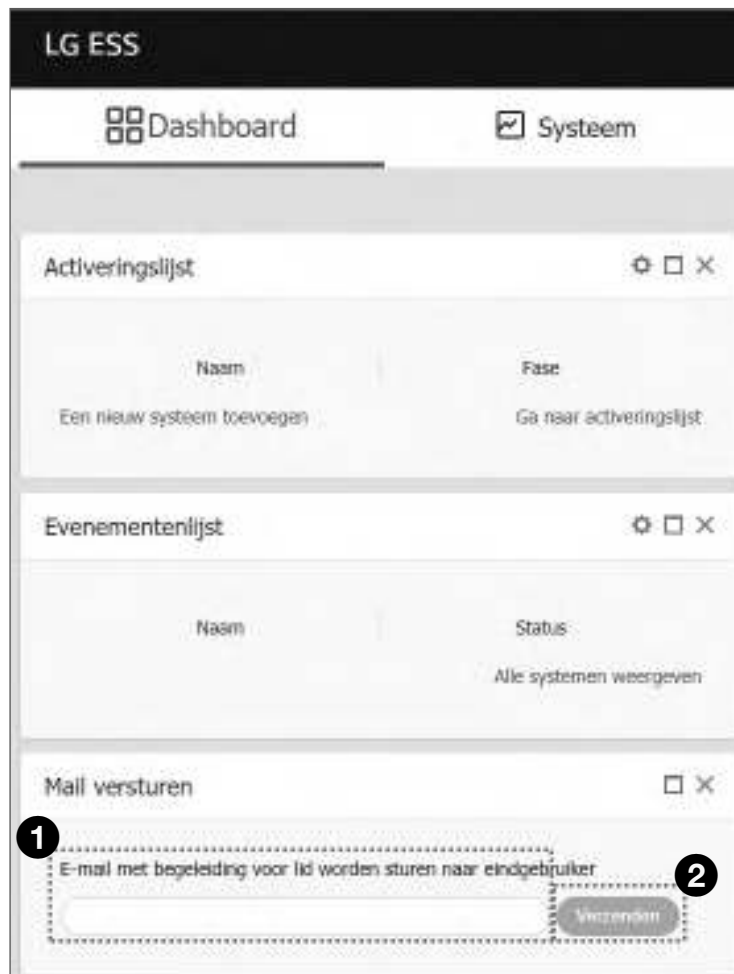 LG ESS
Dashboard
Systeem
Activeringslijst
Naam
Fase
Een nieuw systeem toevoegen
Ga naar activeringslijst
Evenementenlijst
Naam
Status
Alle systemen weergeven
Mail versturen
1
E-mail met begeleiding voor lid worden sturen naar eindgebruiker
2
Verzenden